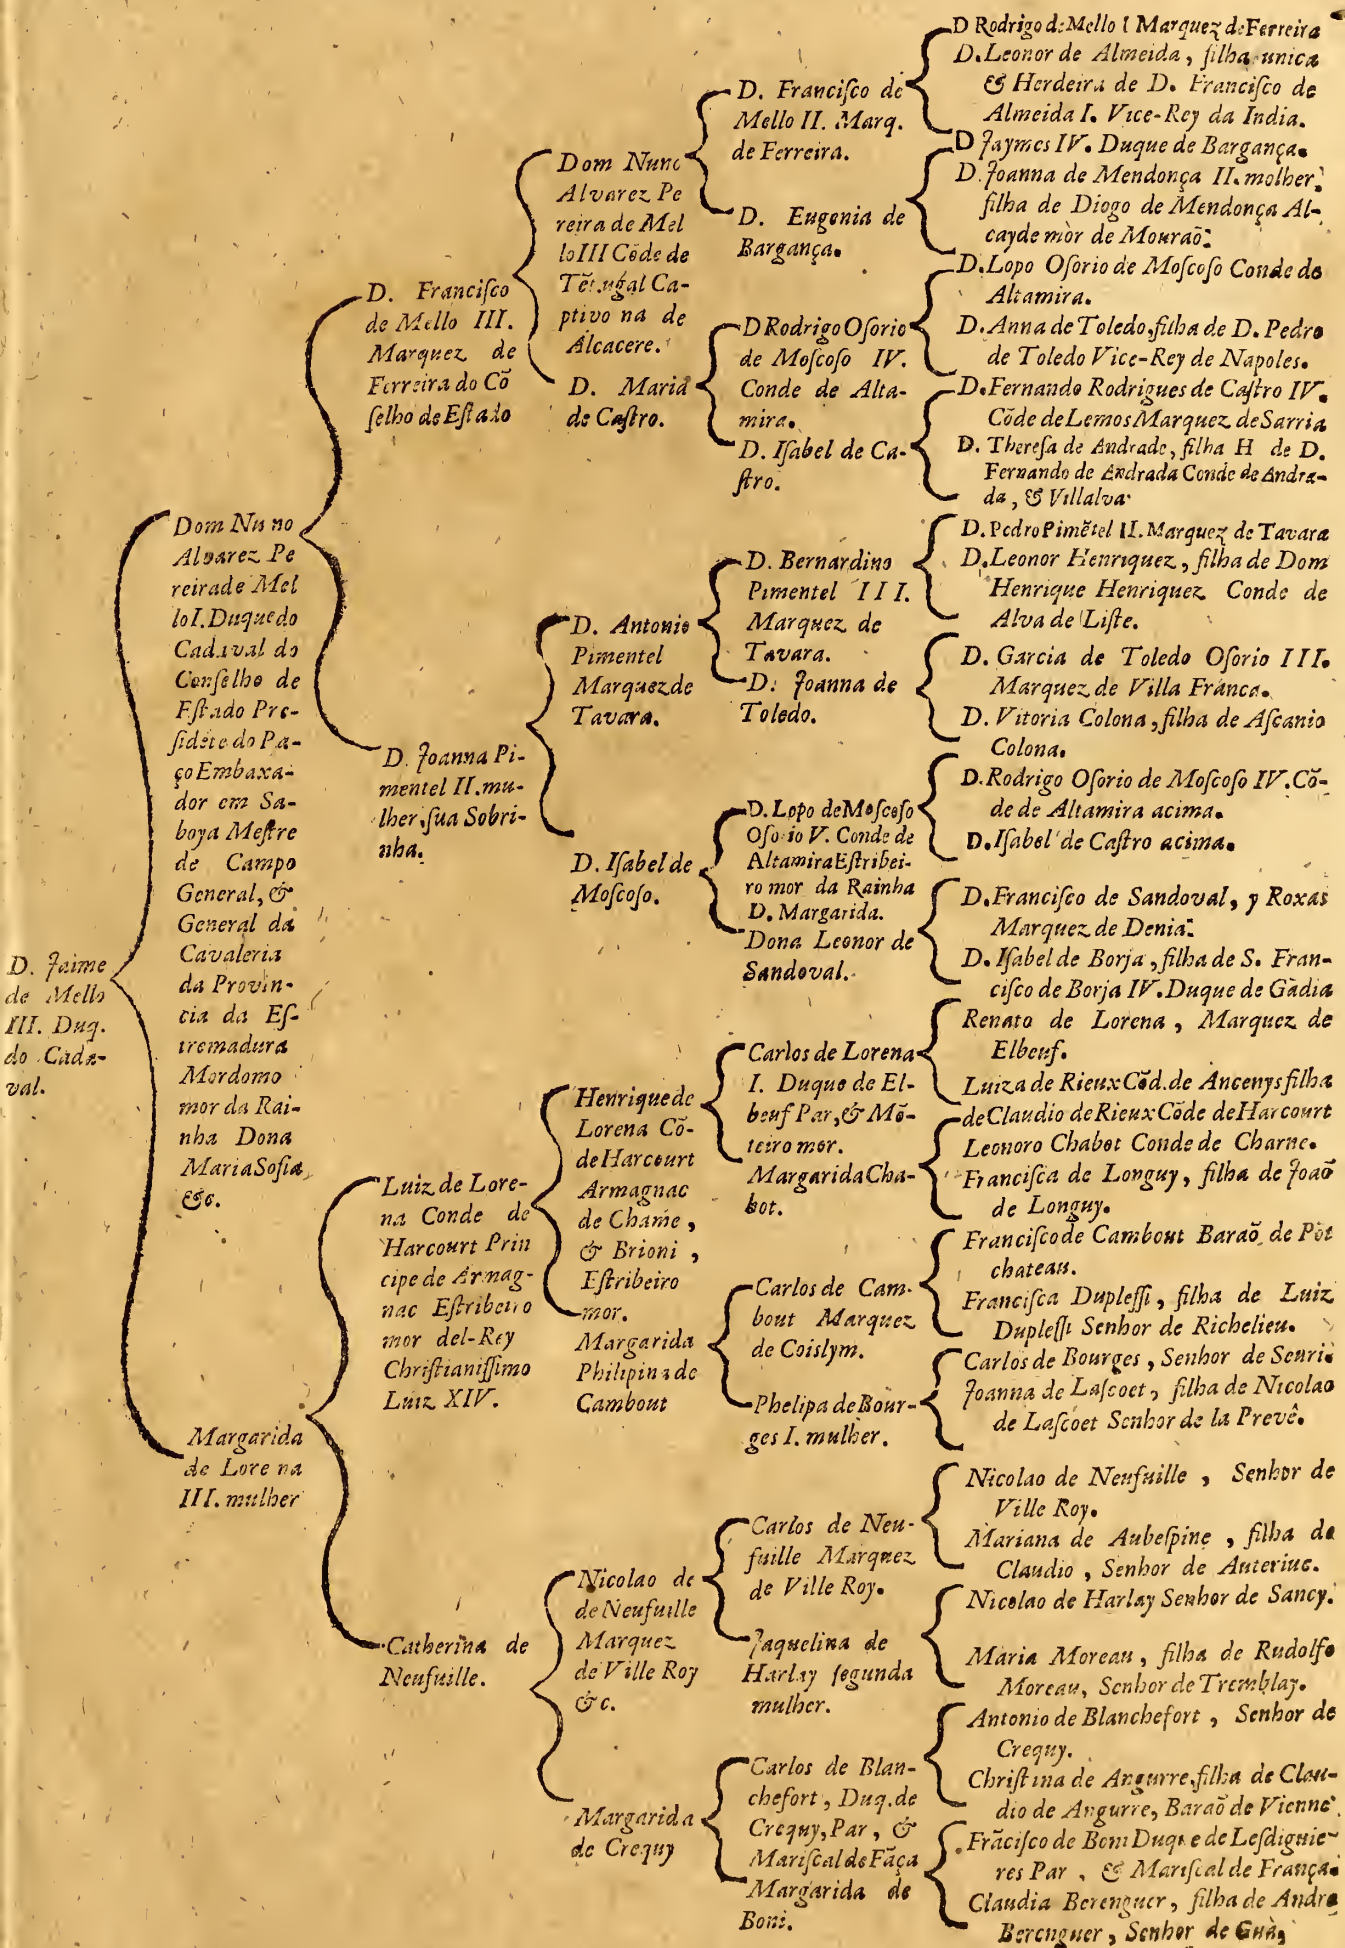 D. Jaime
de Mello
III. Duq.
do Cada-
val.
Dom Nuno
Alvarez Pe
reira de Mel
lo I. Duque do
Cadaval do
Conſelho de
Eſtado Pre-
ſidẽte do Pa-
ço Embaxa-
dor em Sa-
boya Meſtre
de Campo
General, &
General da
Cavaleria
da Provin-
cia da Eſ-
tremadura
Mordomo
mor da Rai-
nha Dona
Maria Sofia,
&c.
Margarida
de Lorena
III. mulher
D. Franciſco
de Mello III.
Marquez de
Ferreira do Cõ
ſelho de Eſtado
D. Joanna Pi-
mentel II. mu-
lher, ſua Sobri-
nha.
Luiz de Lore-
na Conde de
Harcourt Prin
cipe de Armag-
nac Eſtribeiro
mor del-Rey
Chriſtianiſſimo
Luiz XIV.
Catherina de
Neufuille.
Dom Nuno
Alvarez Pe
reira de Mel
lo III Cõde de
Tẽtugal Ca-
ptivo na de
Alcacere.
D. Maria
de Caſtro.
D. Antonio
Pimentel
Marquez de
Tavara.
D. Iſabel de
Moſcoſo.
Henrique de
Lorena Cõ-
de Harcourt
Armagnac
de Charnie,
& Brioni,
Eſtribeiro
mor.
Margarida
Philipina de
Cambout
Nicolao de
de Neufuille
Marquez
de Ville Roy
&c.
Margarida
de Crequy
D. Franciſco de
Mello II. Marq.
de Ferreira.
D. Eugenia de
Bargança.
D Rodrigo Oſorio
de Moſcoſo IV.
Conde de Alta-
mira.
D. Iſabel de Ca-
ſtro.
D. Bernardino
Pimentel III.
Marquez de
Tavara.
D. Joanna de
Toledo.
D. Lopo de Moſcoſo
Oſorio V. Conde de
Altamira Eſtribei-
ro mor da Rainha
D. Margarida.
Dona Leonor de
Sandoval.
Carlos de Lorena
I. Duque de El-
beuf Par, & Mõ-
teiro mor.
Margarida Cha-
bot.
Carlos de Cam-
bout Marquez
de Coislym.
Phelipa de Bour-
ges I. mulher.
Carlos de Neu-
fuille Marquez
de Ville Roy.
Jaquelina de
Harlay ſegunda
mulher.
Carlos de Blan-
chefort, Duq. de
Crequy, Par, &
Mariſcal de Fãça
Margarida de
Boni.
D Rodrigo de Mello I Marquez de Ferreira
D. Leonor de Almeida, filha unica
& Herdeira de D. Franciſco de
Almeida I. Vice-Rey da India.
D Jaymes IV. Duque de Bargança.
D. Joanna de Mendonça II. molher,
filha de Diogo de Mendonça Al-
cayde mòr de Mouraõ.
D. Lopo Oſorio de Moſcoſo Conde de
Altamira.
D. Anna de Toledo, filha de D. Pedro
de Toledo Vice-Rey de Napoles.
D. Fernando Rodrigues de Caſtro IV.
Cõde de Lemos Marquez de Sarria
D. Thereſa de Andrade, filha H de D.
Fernando de Andrada Conde de Andra-
da, & Villalva
D. Pedro Pimẽtel II. Marquez de Tavara
D. Leonor Henriquez, filha de Dom
Henrique Henriquez Conde de
Alva de Liſte.
D. Garcia de Toledo Oſorio III.
Marquez de Villa Franca.
D. Vitoria Colona, filha de Aſcanio
Colona.
D. Rodrigo Oſorio de Moſcoſo IV. Cõ-
de de Altamira acima.
D. Iſabel de Caſtro acima.
D. Franciſco de Sandoval, y Roxas
Marquez de Denia.
D. Iſabel de Borja, filha de S. Fran-
ciſco de Borja IV. Duque de Gãdia
Renato de Lorena, Marquez de
Elbeuf.
Luiza de Rieux Cõd. de Ancenys filha
de Claudio de Rieux Cõde de Harcourt
Leonoro Chabot Conde de Charne.
Franciſca de Longuy, filha de Joaõ
de Longuy.
Franciſco de Cambout Baraõ de Põt
chateau.
Franciſca Dupleſſi, filha de Luiz
Dupleſſi Senhor de Richelieu.
Carlos de Bourges, Senhor de Seuri
Joanna de Laſcoet, filha de Nicolao
de Laſcoet Senhor de la Prevê.
Nicolao de Neufuille, Senhor de
Ville Roy.
Mariana de Aubeſpine, filha de
Claudio, Senhor de Auteriue.
Nicolao de Harlay Senhor de Sancy.
Maria Moreau, filha de Rudolfo
Moreau, Senhor de Tremblay.
Antonio de Blanchefort, Senhor de
Crequy.
Chriſtina de Angurre, filha de Clau-
dio de Angurre, Baraõ de Vienne.
Frãciſco de Boni Duque de Leſdiguie-
res Par, & Mariſcal de França.
Claudia Berenguer, filha de Andre
Berenguer, Senhor de Guà,